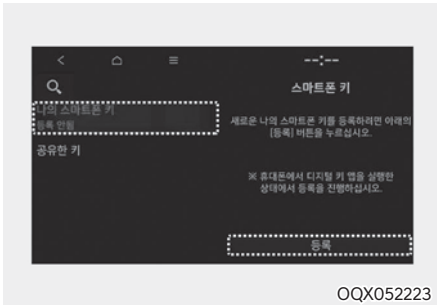 --:--
나의 스마트폰 키
등록 안됨
공유한 키
스마트폰 키
새로운 나의 스마트폰 키를 등록하려면 아래의
[등록] 버튼을 누르십시오.
※ 휴대폰에서 디지털 키 앱을 실행한
상태에서 등록을 진행하십시오.
등록
OQX052223